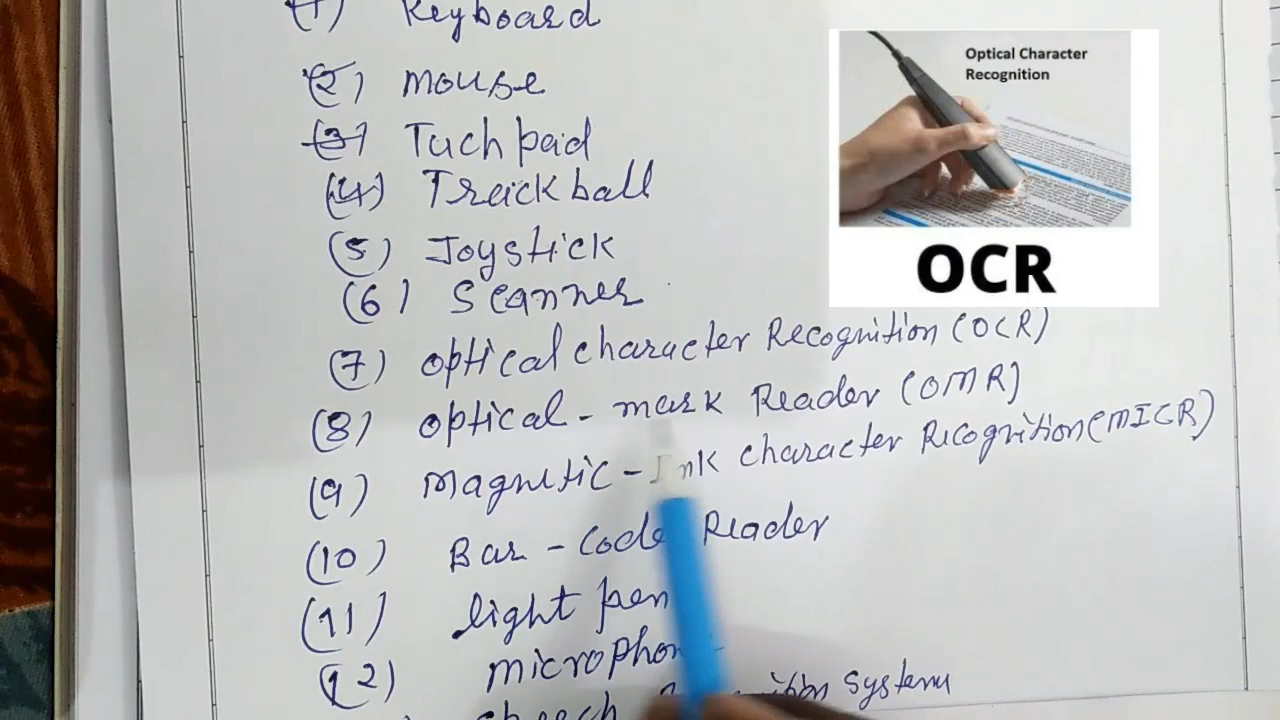 (1) Keyboard
(2) Mouse
(3) Tuch pad
(4) Track ball
(5) Joystick
(6) Scanner
(7) optical character Recognition (OCR)
(8) optical - mark Reader (OMR)
(9) Magnetic - Ink character Recognition (MICR)
(10) Bar - Code Reader
(11) light pen
(12) microphone
speech system
Optical Character
Recognition
OCR